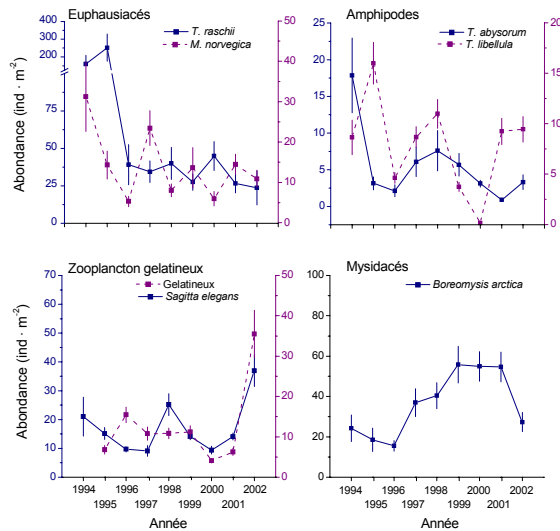 Euphausiacés
T. raschii
M. norvegica
Abondance (ind · m-2)
400
300
200
100
75
50
25
0
50
40
30
20
10
0
Amphipodes
T. abysorum
T. libellula
25
20
15
10
5
0
20
15
10
5
0
Zooplancton gelatineux
Gelatineux
Sagitta elegans
Abondance (ind · m-2)
70
60
50
40
30
20
10
0
50
40
30
20
10
0
1994 1996 1998 2000 2002
1995 1997 1999 2001
Année
Mysidacés
Boreomysis arctica
100
80
60
40
20
0
1994 1996 1998 2000 2002
1995 1997 1999 2001
Année